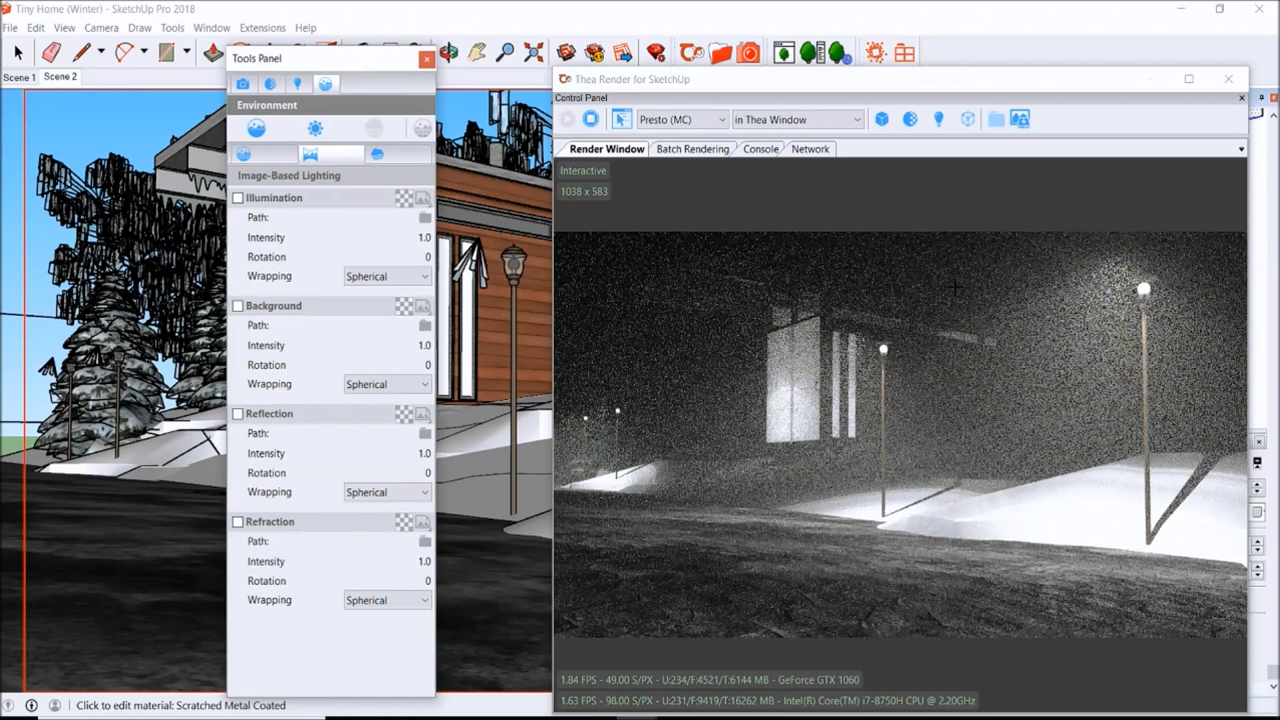 Tiny Home (Winter) - SketchUp Pro 2018
File Edit View Camera Draw Tools Window Extensions Help
Scene 1 Scene 2
Tools Panel
Environment
Image-Based Lighting
Illumination
Path:
Intensity 1.0
Rotation 0
Wrapping Spherical
Background
Path:
Intensity 1.0
Rotation 0
Wrapping Spherical
Reflection
Path:
Intensity 1.0
Rotation 0
Wrapping Spherical
Refraction
Path:
Intensity 1.0
Rotation 0
Wrapping Spherical
Thea Render for SketchUp
Control Panel
Presto (MC) in Thea Window
Render Window Batch Rendering Console Network
Interactive
1038 x 583
1.84 FPS - 49.00 S/PX - U:234/F:4521/T:6144 MB - GeForce GTX 1060
1.63 FPS - 98.00 S/PX - U:231/F:9419/T:16262 MB - Intel(R) Core(TM) i7-8750H CPU @ 2.20GHz
Click to edit material: Scratched Metal Coated